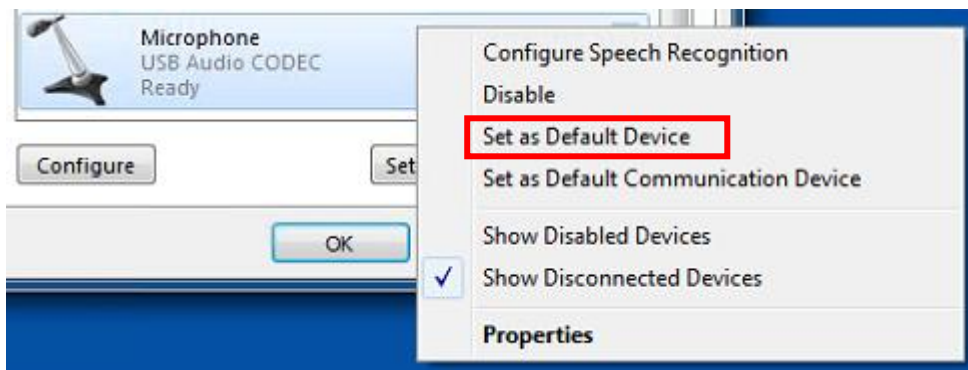 Microphone
USB Audio CODEC
Ready
Configure
Set
OK
Configure Speech Recognition
Disable
Set as Default Device
Set as Default Communication Device
Show Disabled Devices
Show Disconnected Devices
Properties